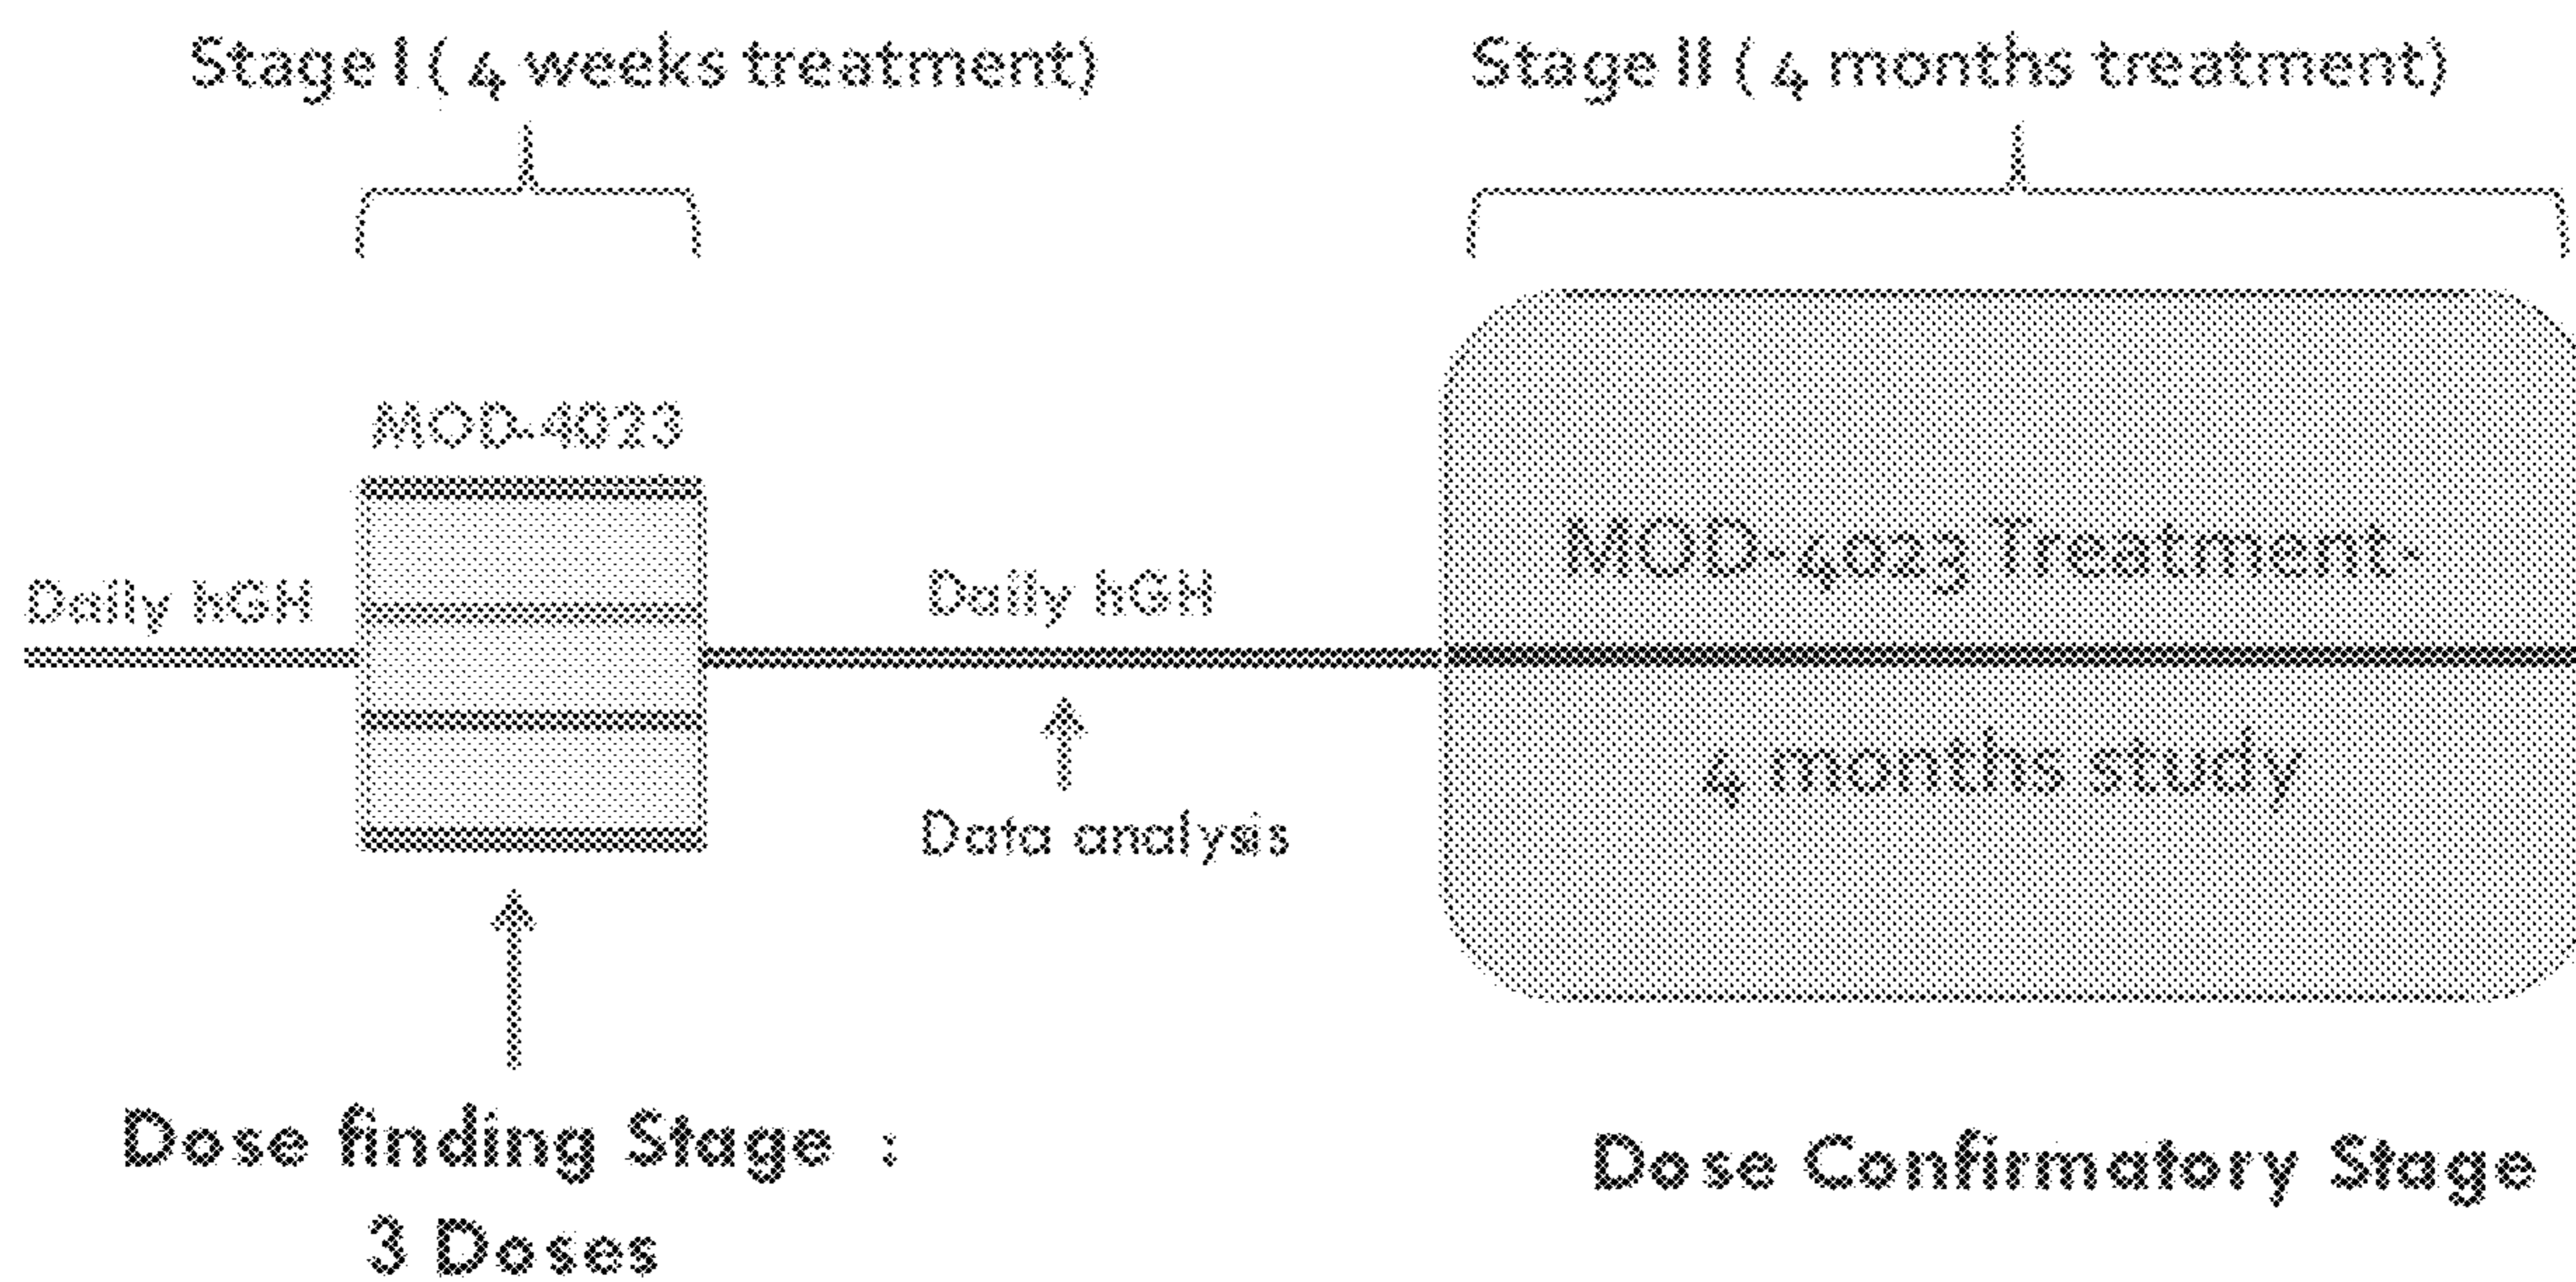 Stage I ( 4 weeks treatment)
Stage II ( 4 months treatment)
MOD-4023
Daily hGH
Daily hGH
MOD-4023 Treatment-
4 months study
Data analysis
Dose finding Stage :
3 Doses
Dose Confirmatory Stage